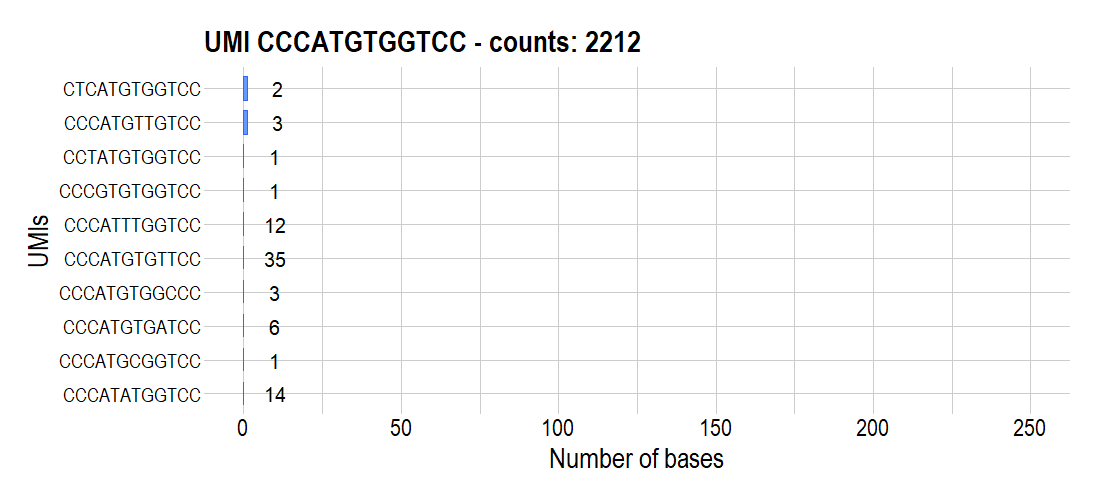 UMI CCCATGTGGTCC - counts: 2212
UMIs
CTCATGTGGTCC 2
CCCATGTTGTCC 3
CCTATGTGGTCC 1
CCCGTGTGGTCC 1
CCCATTTGGTCC 12
CCCATGTGTTCC 35
CCCATGTGGCCC 3
CCCATGTGATCC 6
CCCATGCGGTCC 1
CCCATATGGTCC 14
0 50 100 150 200 250
Number of bases